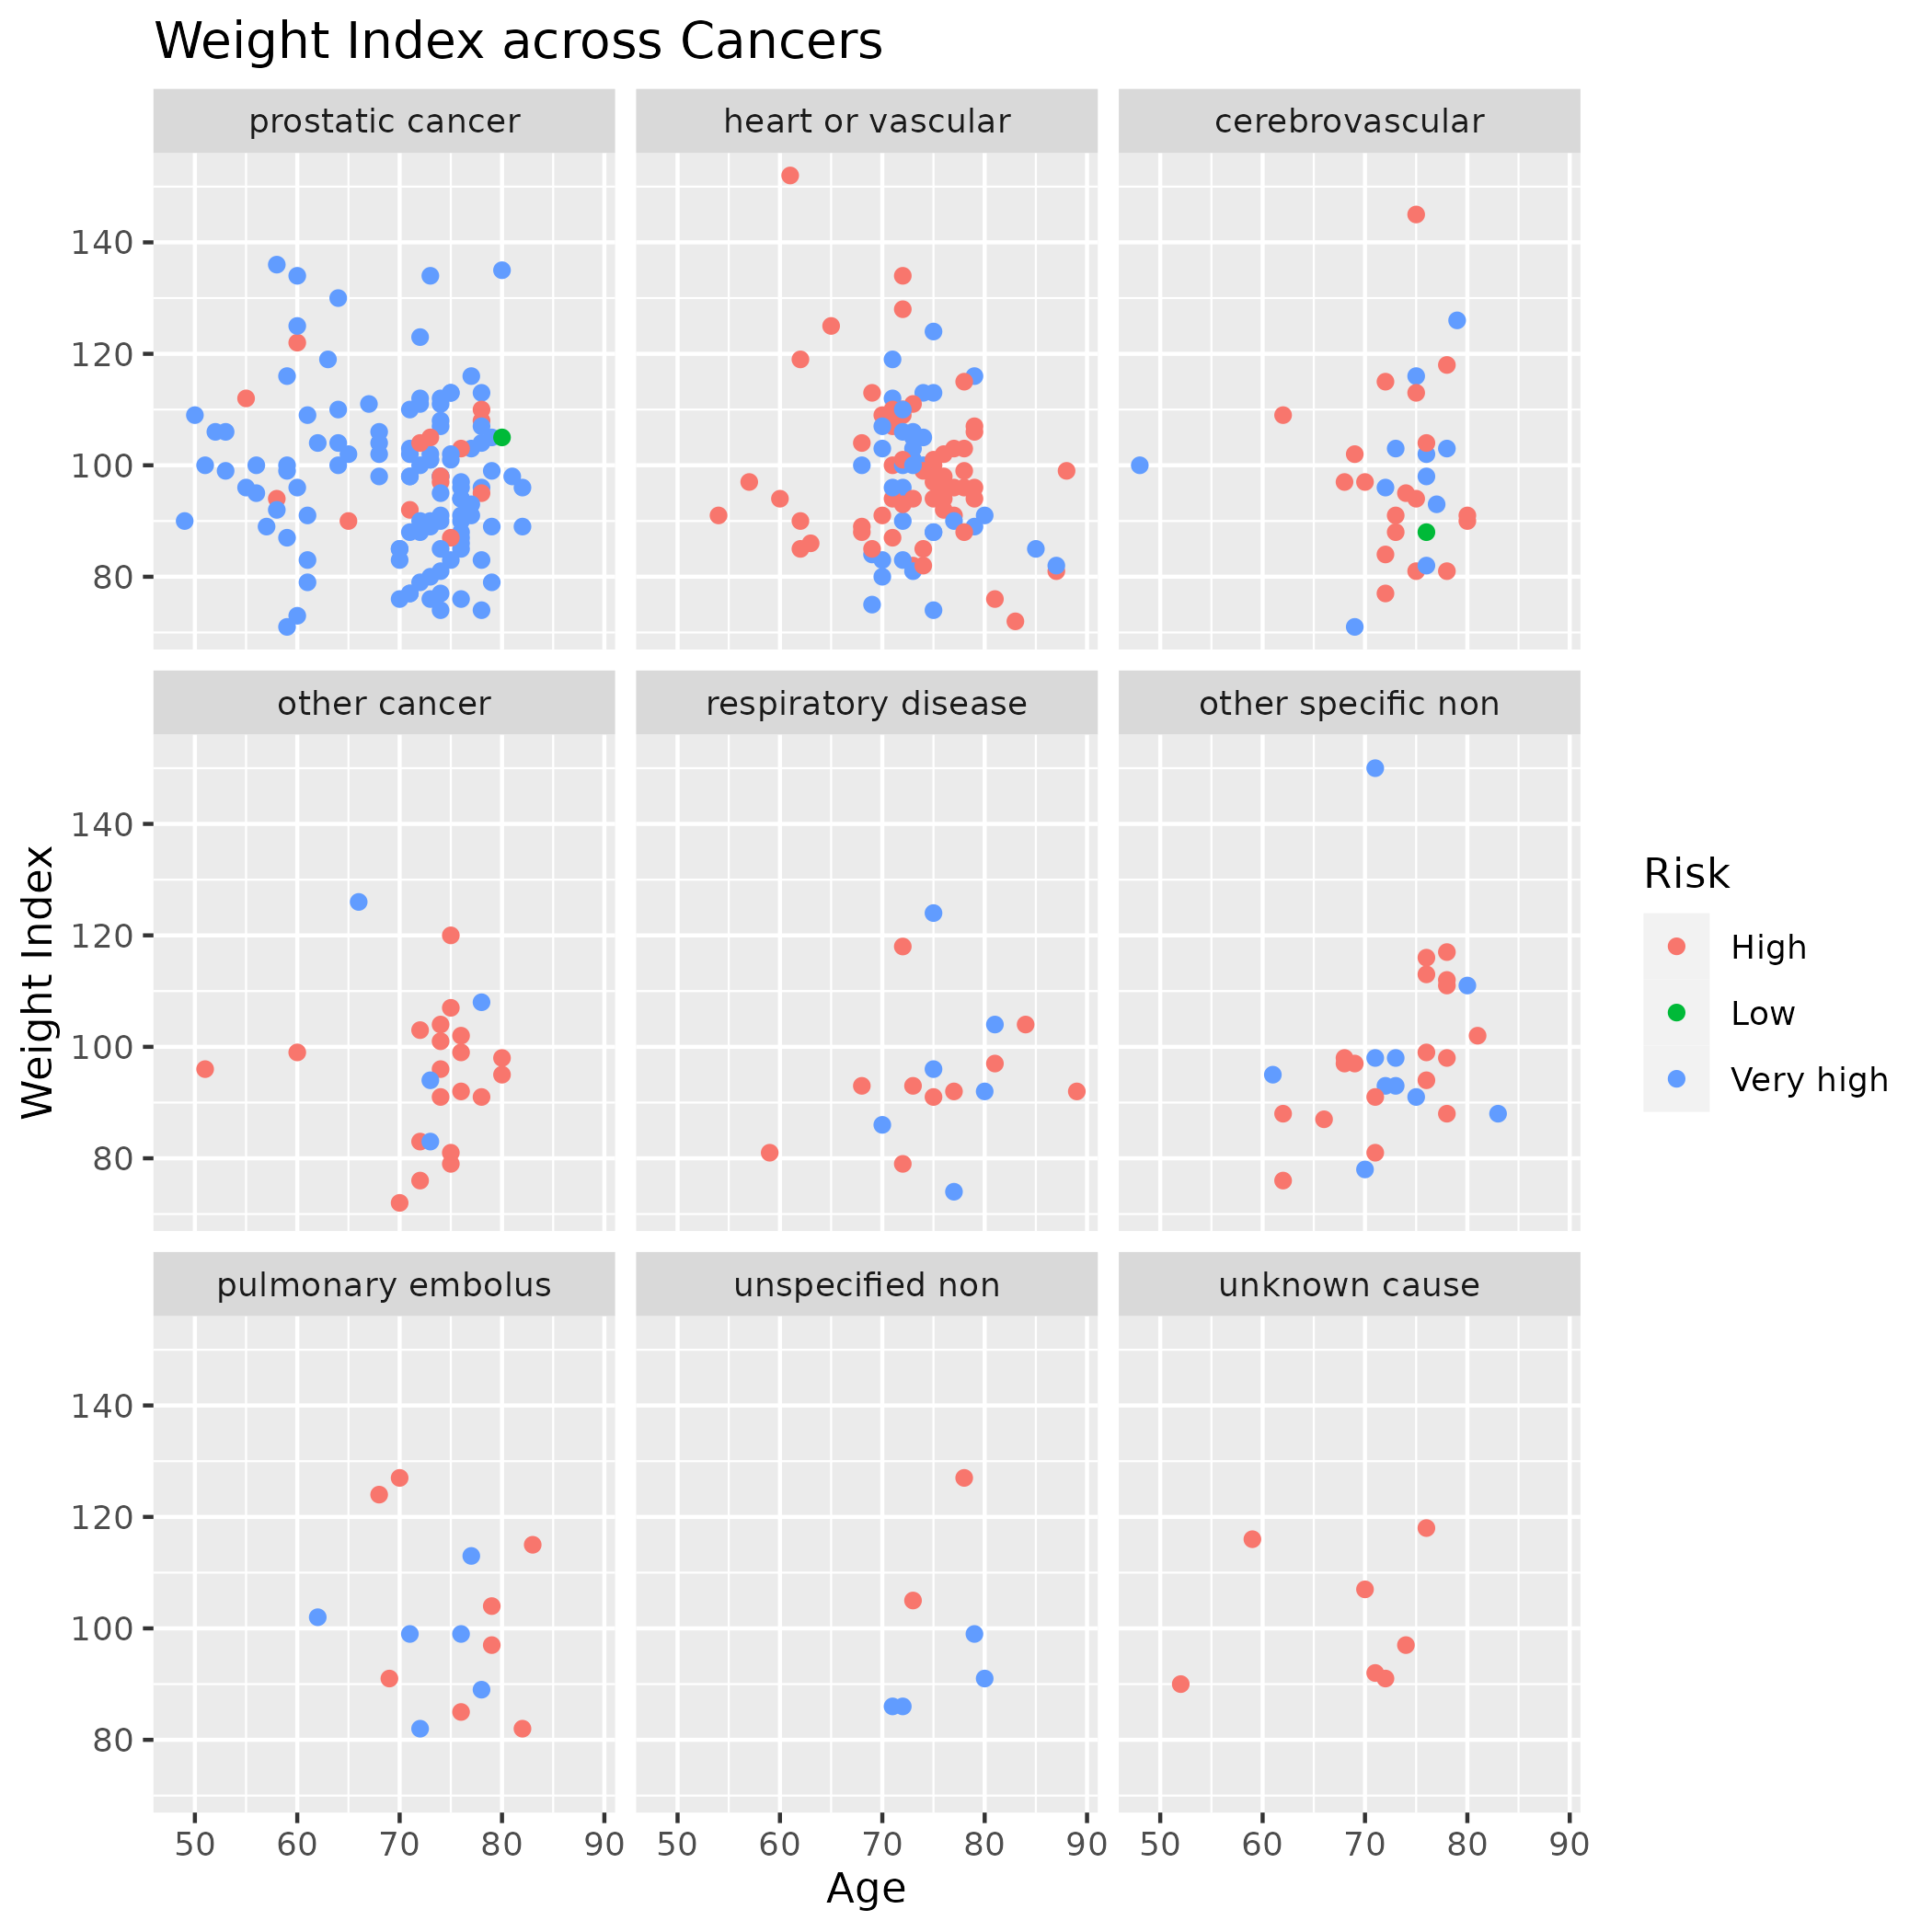 Weight Index across Cancers
prostatic cancer
heart or vascular
cerebrovascular
140
120
100
80
other cancer
respiratory disease
other specific non
140
120
100
80
pulmonary embolus
unspecified non
unknown cause
140
120
100
80
50 60 70 80 90
50 60 70 80 90
50 60 70 80 90
Age
Weight Index
Risk
High
Low
Very high